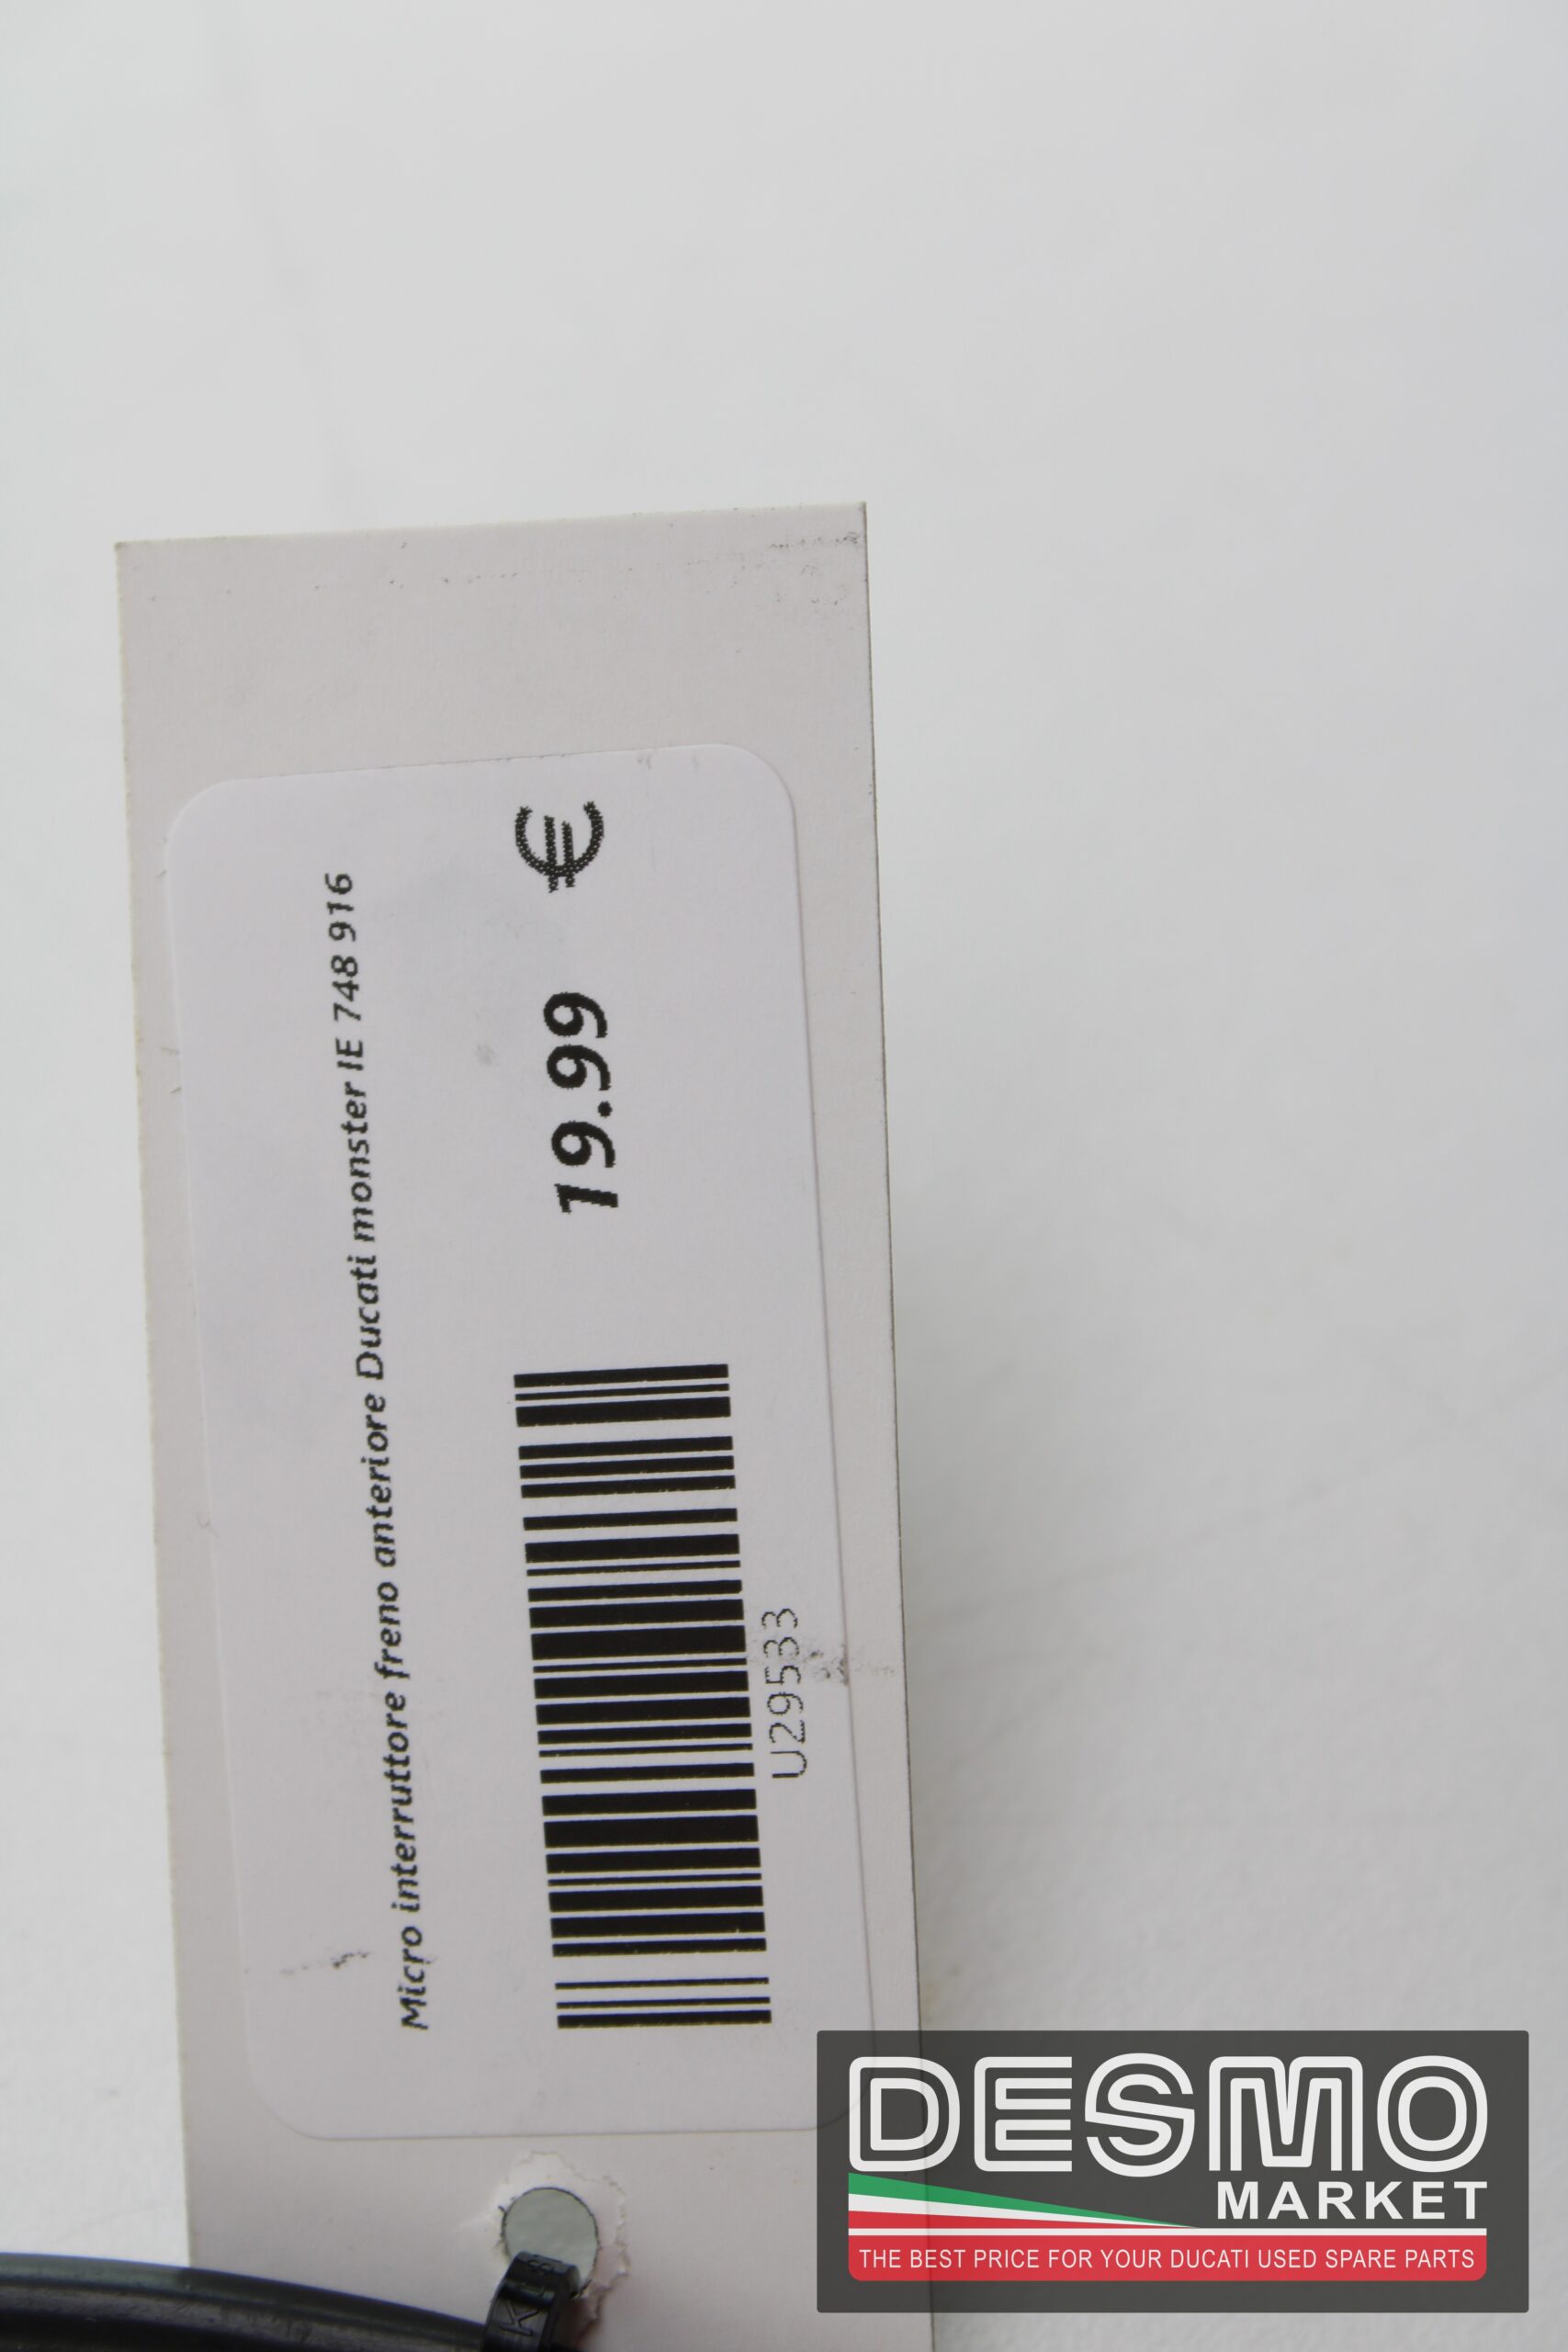 Micro interruttore freno anteriore Ducati monster IE 748 916
19.99 €
U29533
DESMO
MARKET
THE BEST PRICE FOR YOUR DUCATI USED SPARE PARTS